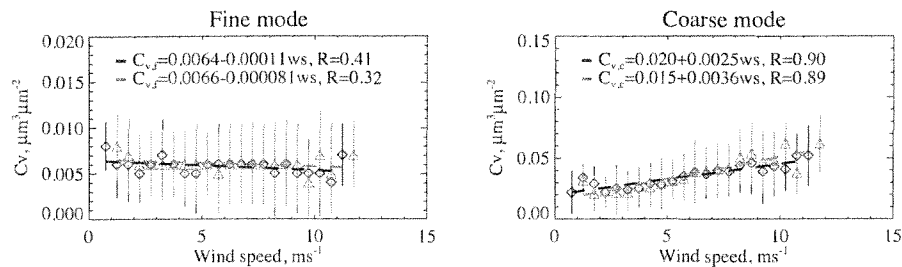 Fine mode
0.020
0.015
0.010
0.005
0.000
Cv, μm³μm⁻²
C_v,f=0.0064-0.00011ws, R=0.41
C_v,f=0.0066-0.000081ws, R=0.32
0 5 10 15
Wind speed, ms⁻¹
Coarse mode
0.15
0.10
0.05
0.00
Cv, μm³μm⁻²
C_v,c=0.020+0.0025ws, R=0.90
C_v,c=0.015+0.0036ws, R=0.89
0 5 10 15
Wind speed, ms⁻¹